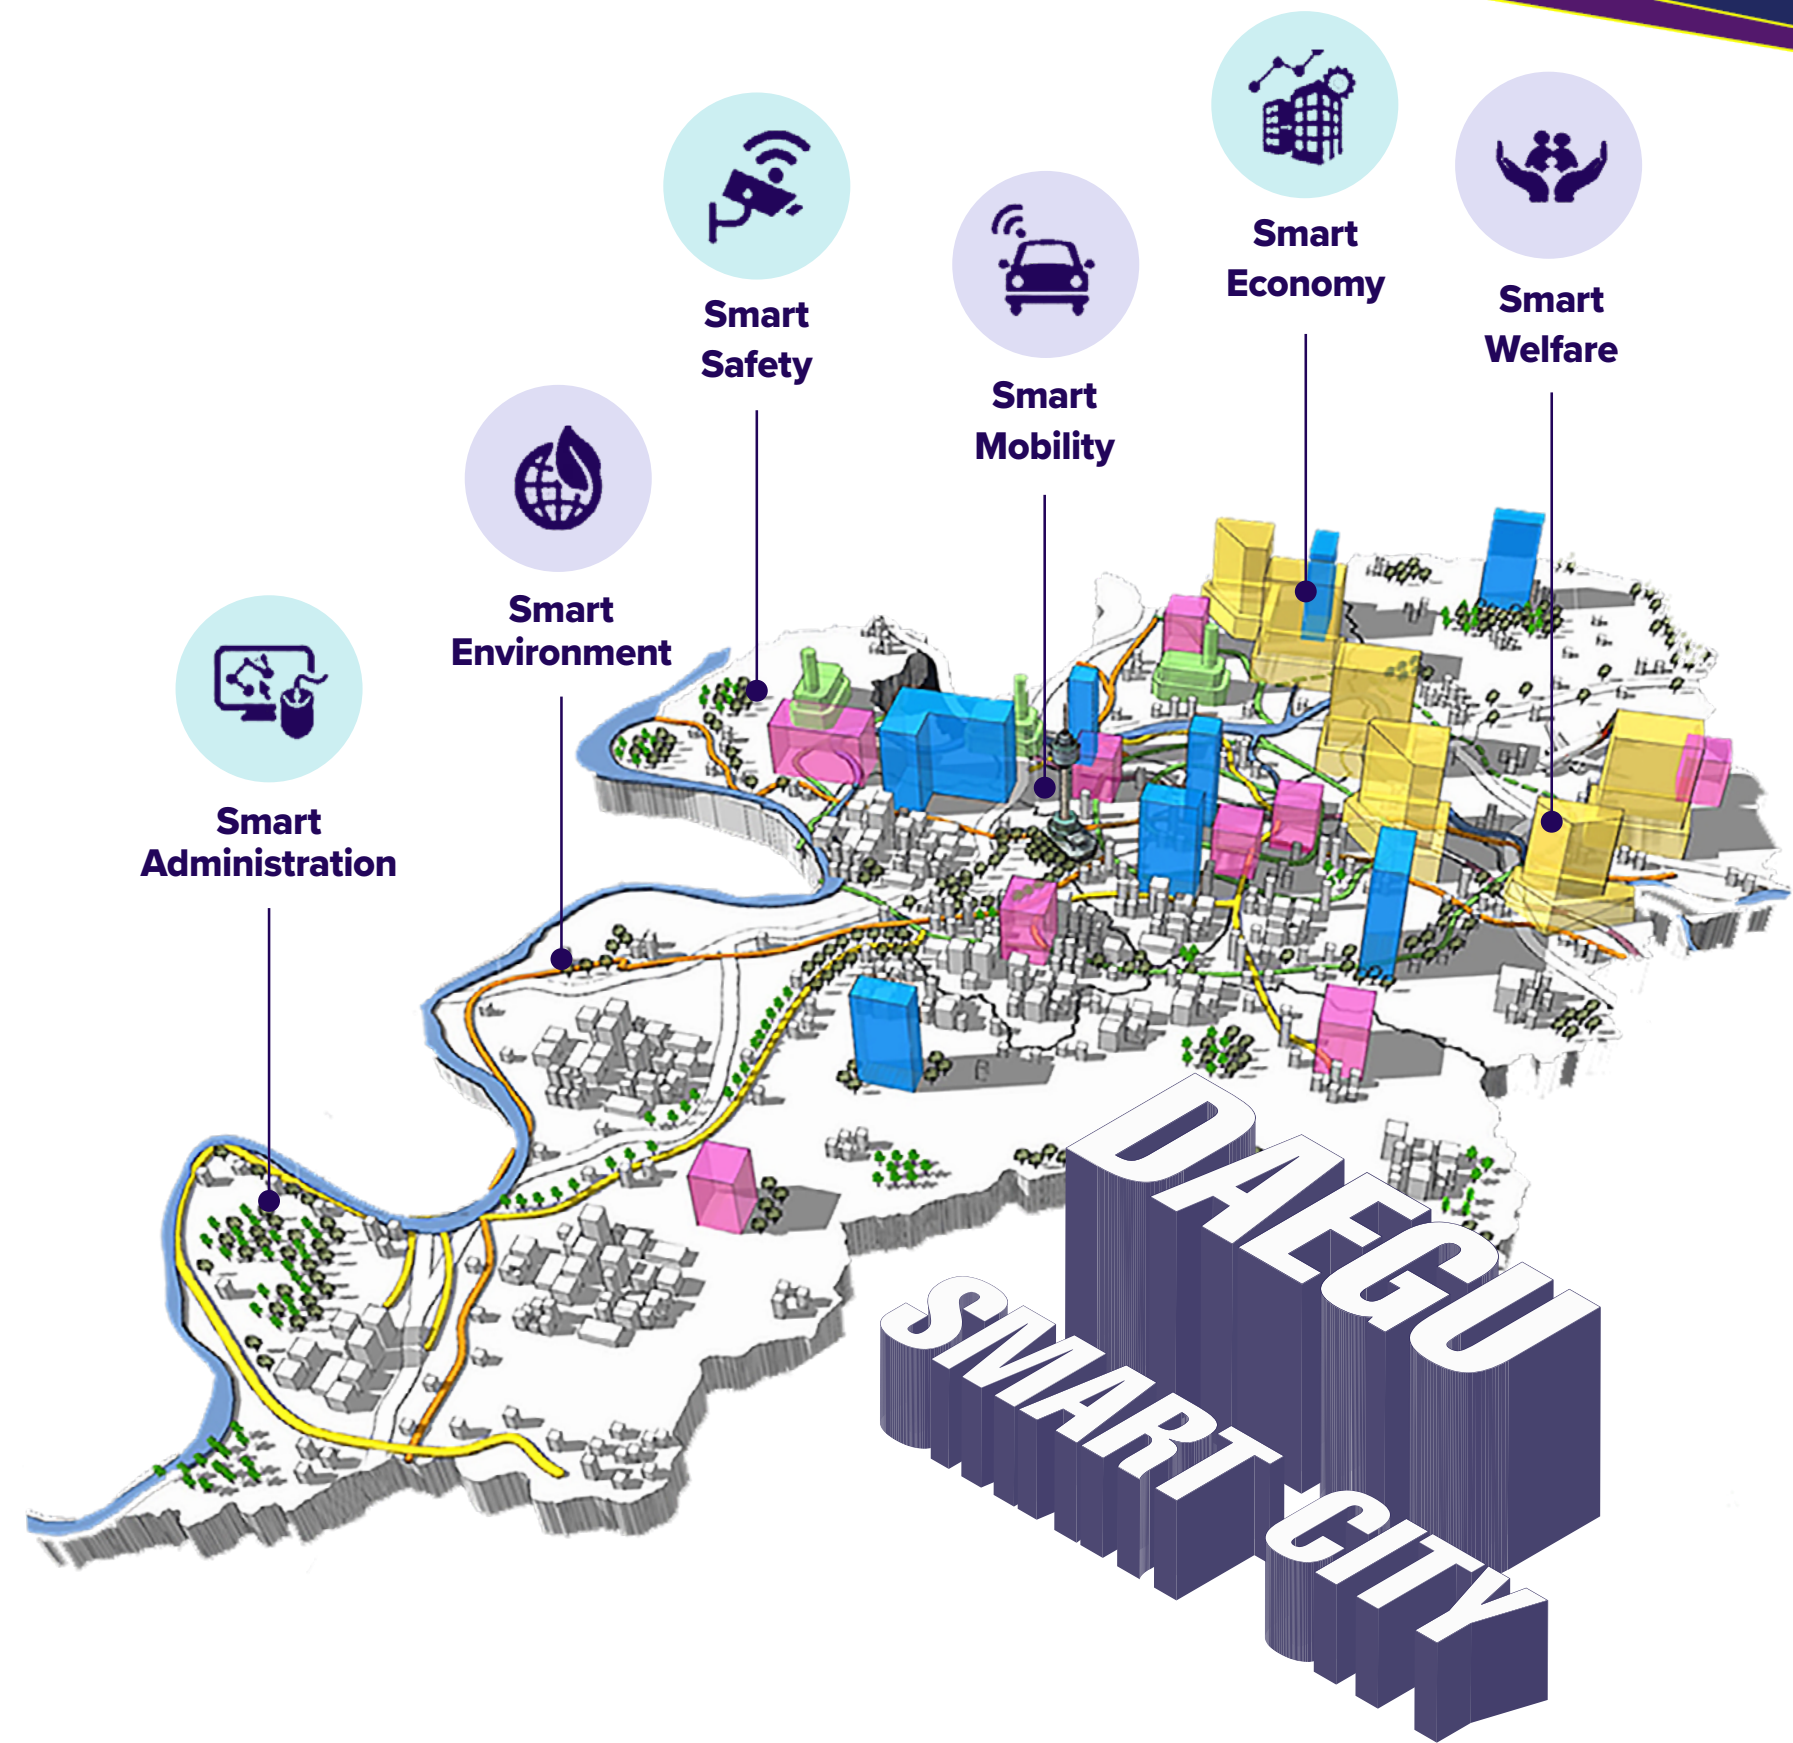 Smart
Economy
Smart
Welfare
Smart
Safety
Smart
Mobility
Smart
Environment
Smart
Administration
DAEGU
SMART CITY